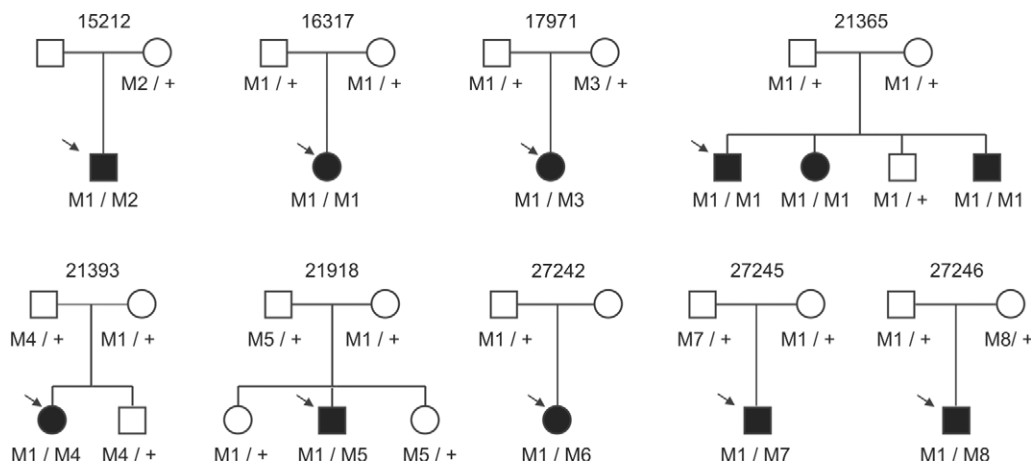 15212 16317 17971 21365
M2 / + M1 / + M1 / + M1 / + M3 / + M1 / + M1 / +
M1 / M2 M1 / M1 M1 / M3 M1 / M1 M1 / M1 M1 / + M1 / M1
21393 21918 27242 27245 27246
M4 / + M1 / + M5 / + M1 / + M1 / + M7 / + M1 / + M1 / + M8/ +
M1 / M4 M4 / + M1 / + M1 / M5 M5 / + M1 / M6 M1 / M7 M1 / M8